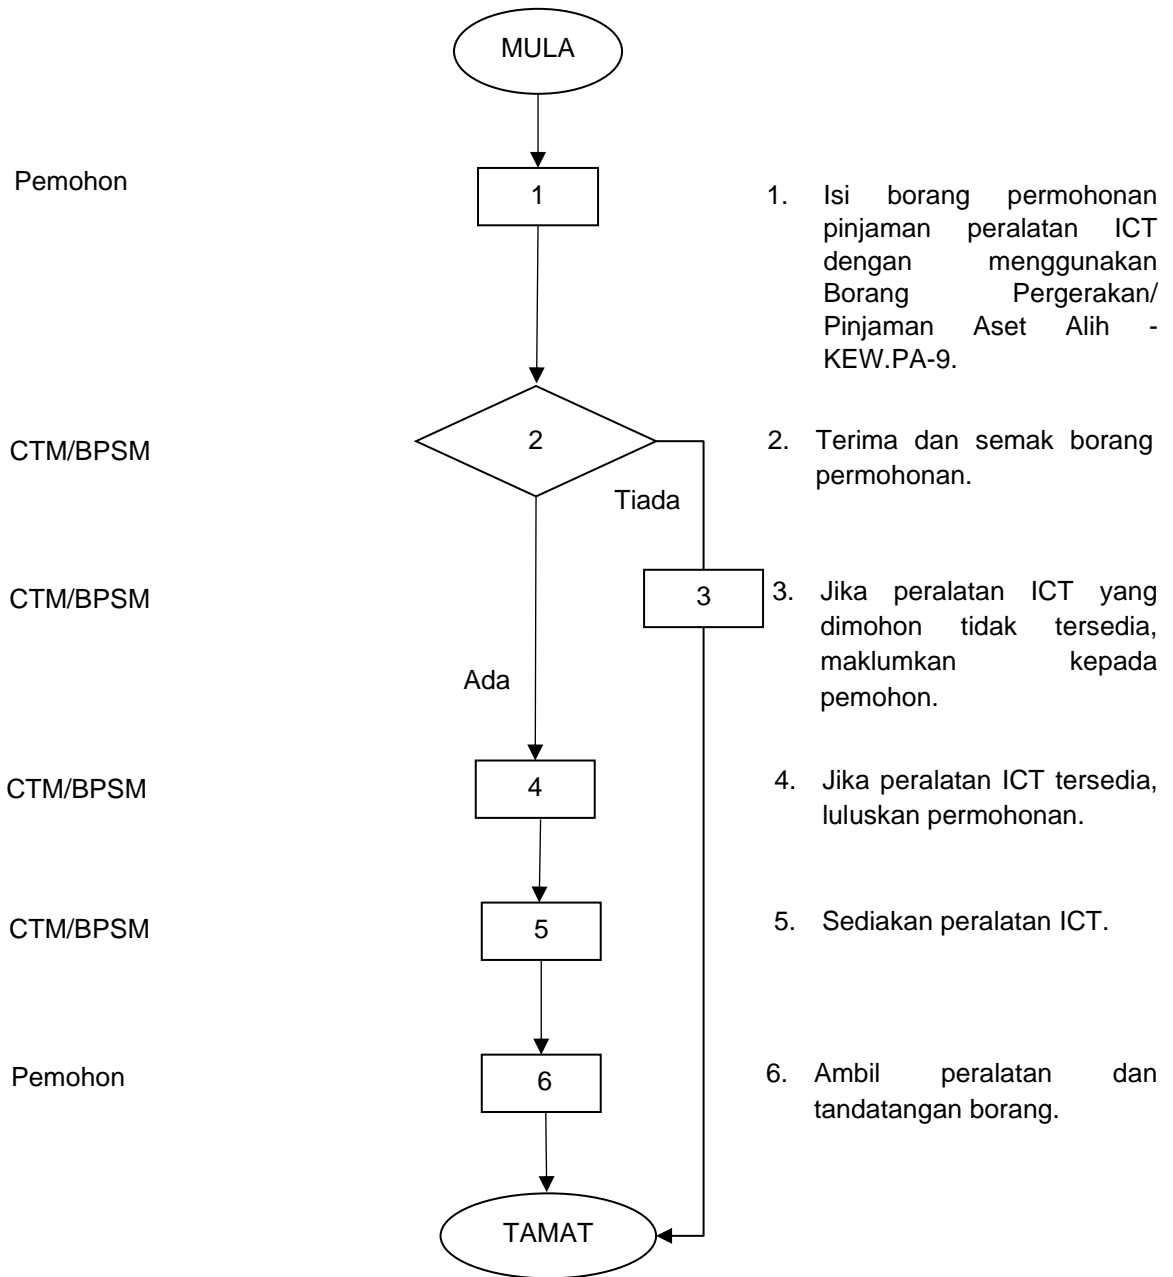 MULA
Pemohon
1
1. Isi borang permohonan
pinjaman peralatan ICT
dengan menggunakan
Borang Pergerakan/
Pinjaman Aset Alih -
KEW.PA-9.
CTM/BPSM
2
2. Terima dan semak borang
permohonan.
Tiada
CTM/BPSM
3
3. Jika peralatan ICT yang
dimohon tidak tersedia,
maklumkan kepada
pemohon.
Ada
CTM/BPSM
4
4. Jika peralatan ICT tersedia,
luluskan permohonan.
CTM/BPSM
5
5. Sediakan peralatan ICT.
Pemohon
6
6. Ambil peralatan dan
tandatangan borang.
TAMAT